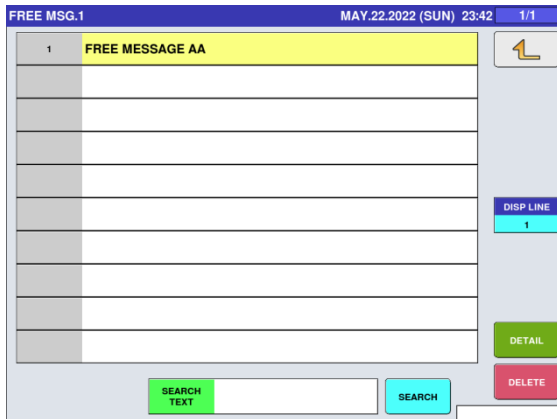 FREE MSG.1 MAY.22.2022 (SUN) 23:42 1/1
1 FREE MESSAGE AA
DISP LINE
1
DETAIL
DELETE
SEARCH
TEXT
SEARCH